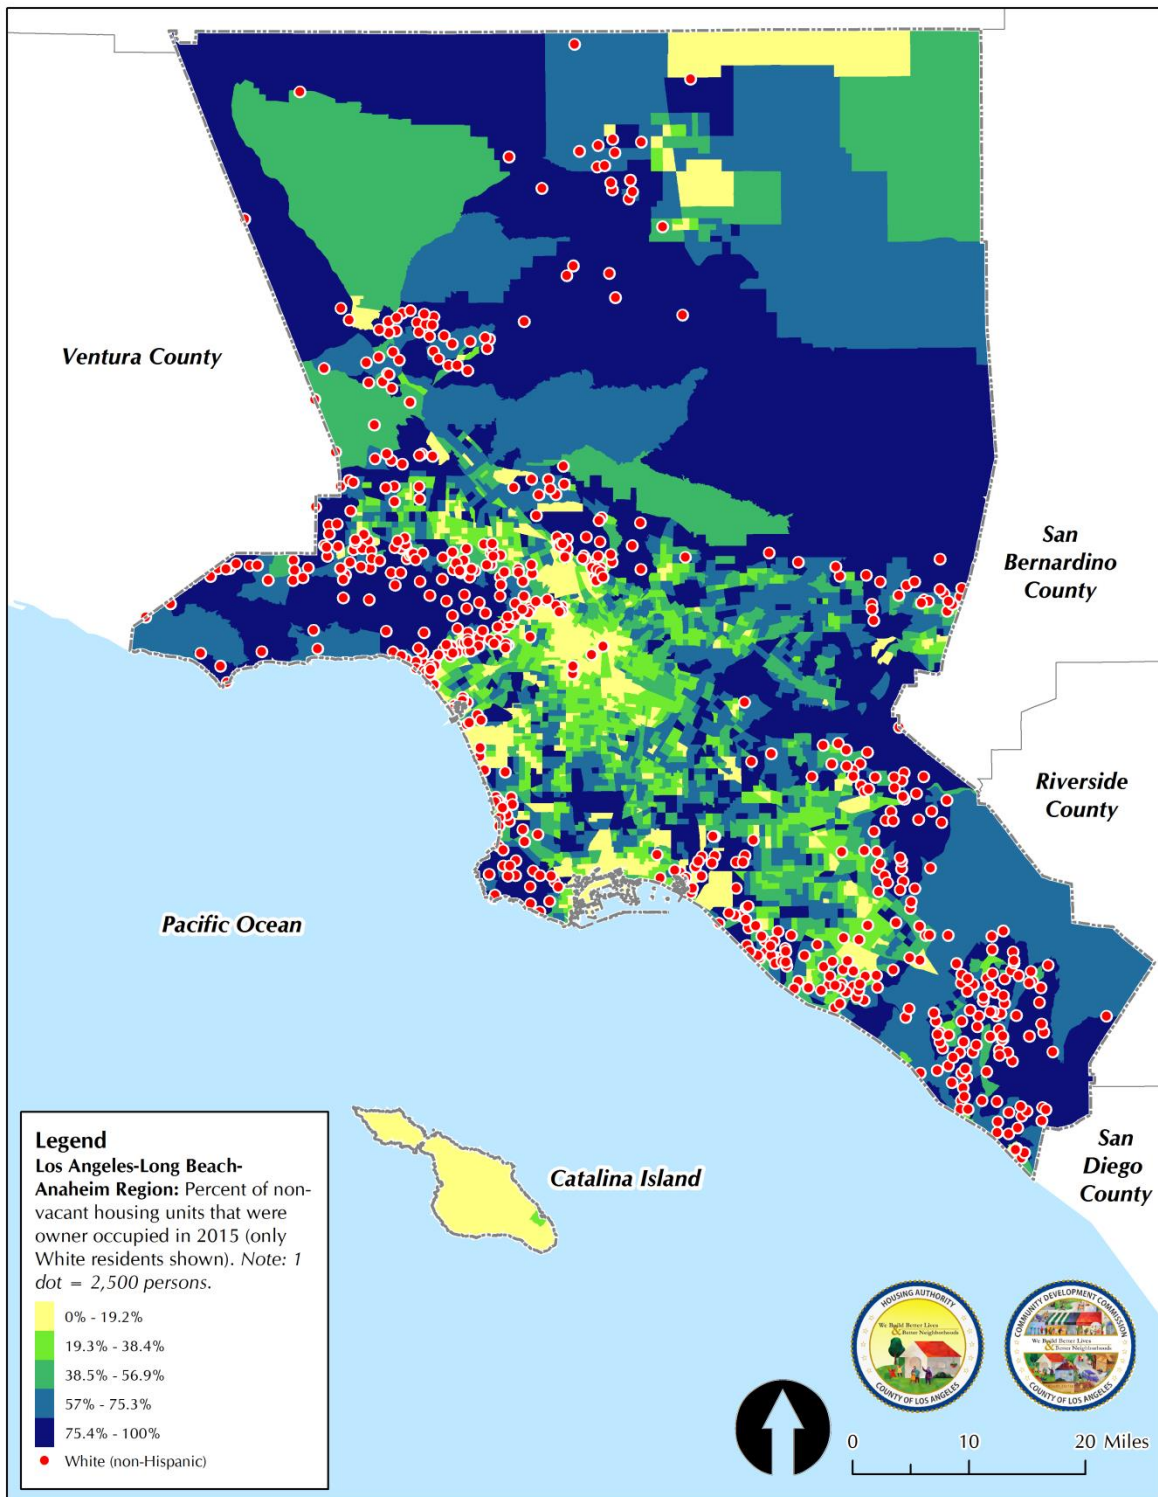 Ventura County
San
Bernardino
County
Riverside
County
Pacific Ocean
San
Diego
County
Catalina Island
Legend
Los Angeles-Long Beach-
Anaheim Region: Percent of non-
vacant housing units that were
owner occupied in 2015 (only
White residents shown). Note: 1
dot = 2,500 persons.
0% - 19.2%
19.3% - 38.4%
38.5% - 56.9%
57% - 75.3%
75.4% - 100%
White (non-Hispanic)
HOUSING AUTHORITY
We Build Better Lives
& Better Neighborhoods
COUNTY OF LOS ANGELES
COMMUNITY DEVELOPMENT COMMISSION
We Build Better Lives
& Better Neighborhoods
COUNTY OF LOS ANGELES
0 10 20 Miles